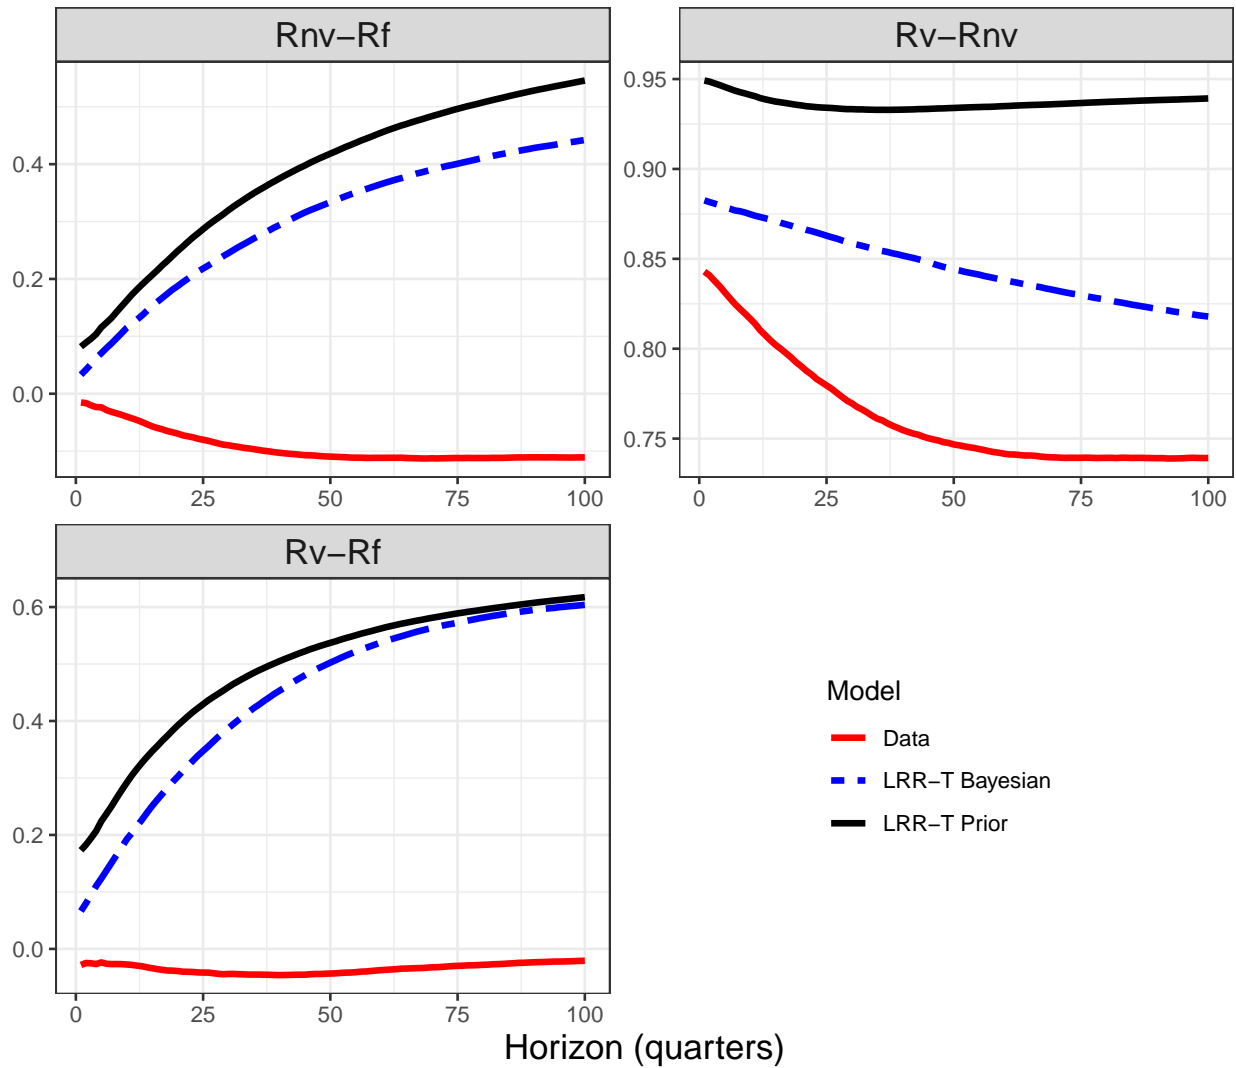 Rnv−Rf
0.4
0.2
0.0
0 25 50 75 100
Rv−Rnv
0.95
0.90
0.85
0.80
0.75
0 25 50 75 100
Rv−Rf
0.6
0.4
0.2
0.0
0 25 50 75 100
Model
Data
LRR−T Bayesian
LRR−T Prior
Horizon (quarters)